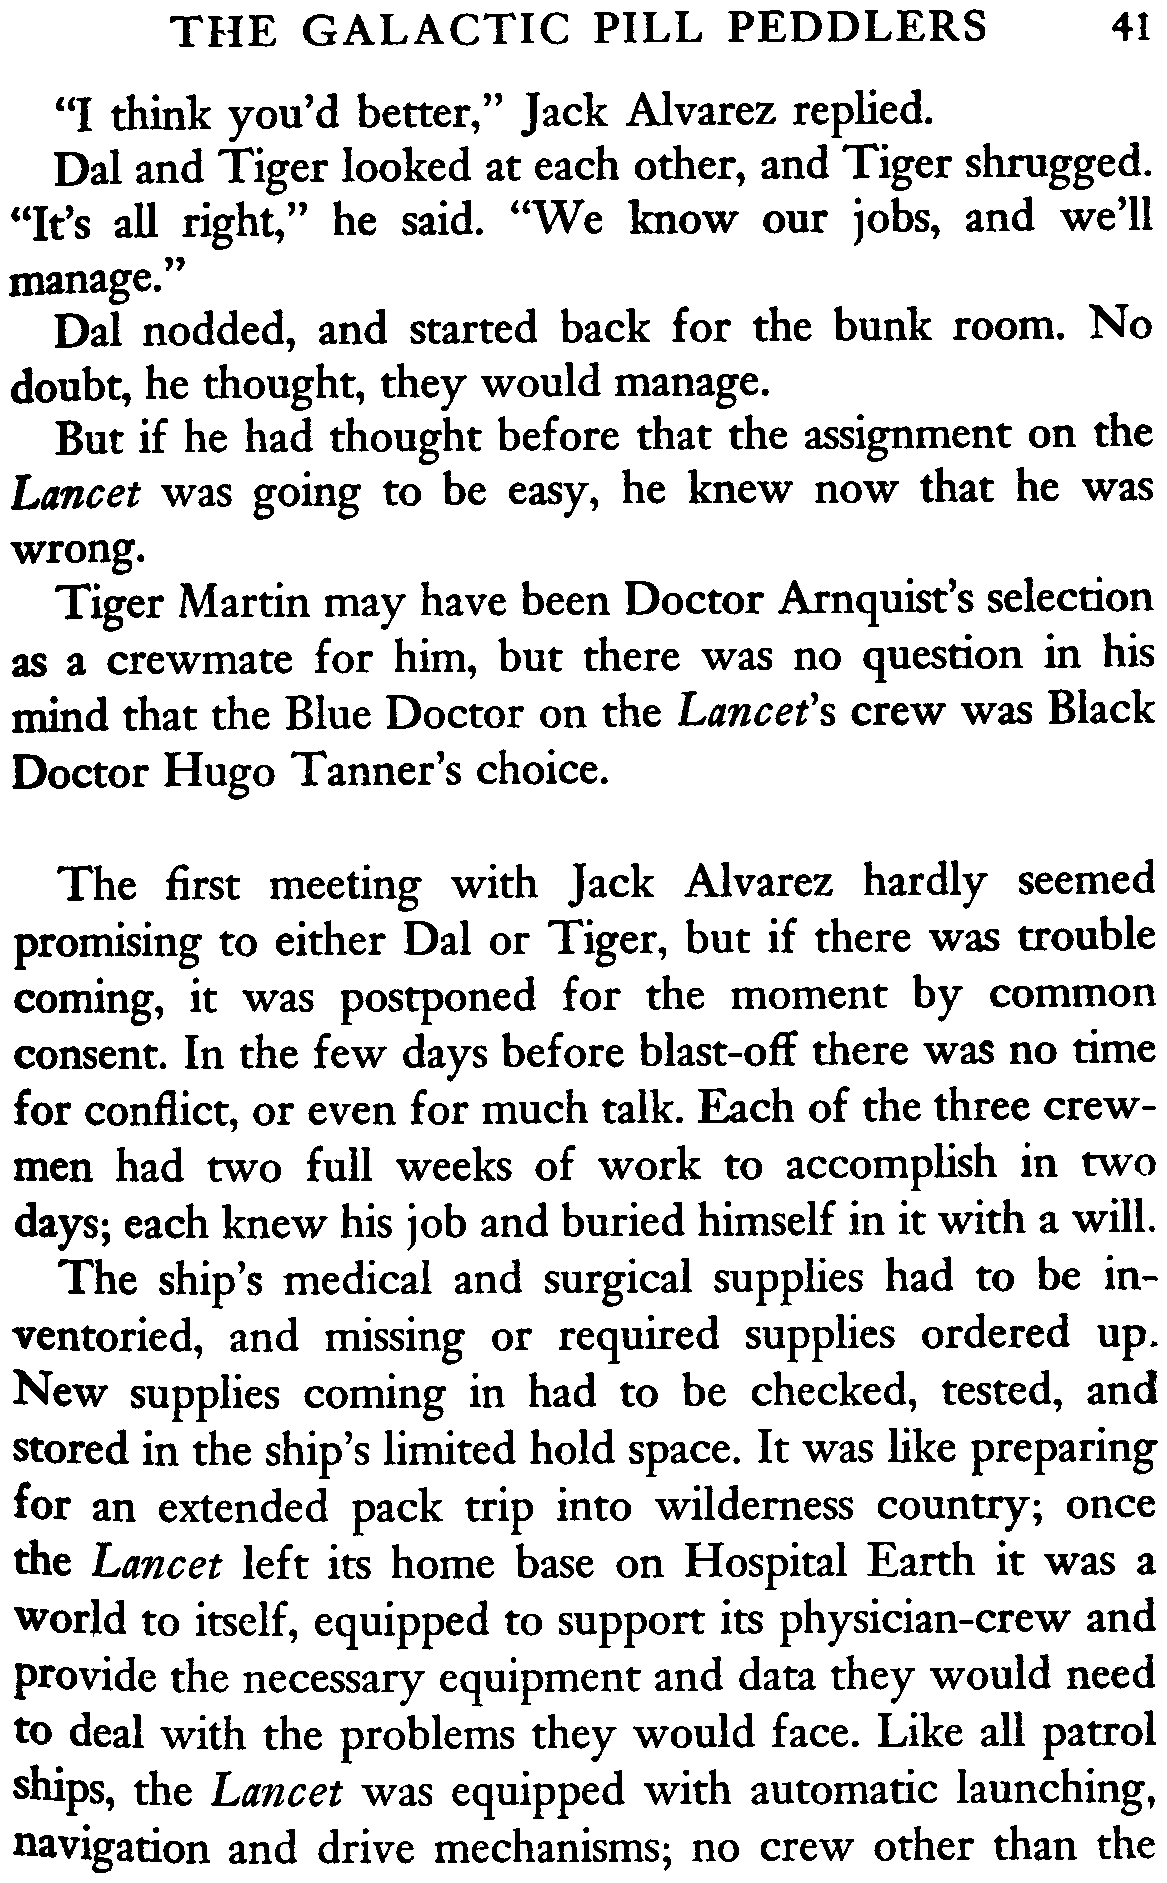 THE GALACTIC PILL PEDDLERS 41
“I think you’d better,” Jack Alvarez replied.
Dal and Tiger looked at each other, and Tiger shrugged.
“It’s all right,” he said. “We know our jobs, and we’ll
manage.”
Dal nodded, and started back for the bunk room. No
doubt, he thought, they would manage.
But if he had thought before that the assignment on the
Lancet was going to be easy, he knew now that he was
wrong.
Tiger Martin may have been Doctor Arnquist’s selection
as a crewmate for him, but there was no question in his
mind that the Blue Doctor on the Lancet’s crew was Black
Doctor Hugo Tanner’s choice.
The first meeting with Jack Alvarez hardly seemed
promising to either Dal or Tiger, but if there was trouble
coming, it was postponed for the moment by common
consent. In the few days before blast-off there was no time
for conflict, or even for much talk. Each of the three crew-
men had two full weeks of work to accomplish in two
days; each knew his job and buried himself in it with a will.
The ship’s medical and surgical supplies had to be in-
ventoried, and missing or required supplies ordered up.
New supplies coming in had to be checked, tested, and
stored in the ship’s limited hold space. It was like preparing
for an extended pack trip into wilderness country; once
the Lancet left its home base on Hospital Earth it was a
world to itself, equipped to support its physician-crew and
provide the necessary equipment and data they would need
to deal with the problems they would face. Like all patrol
ships, the Lancet was equipped with automatic launching,
navigation and drive mechanisms; no crew other than the